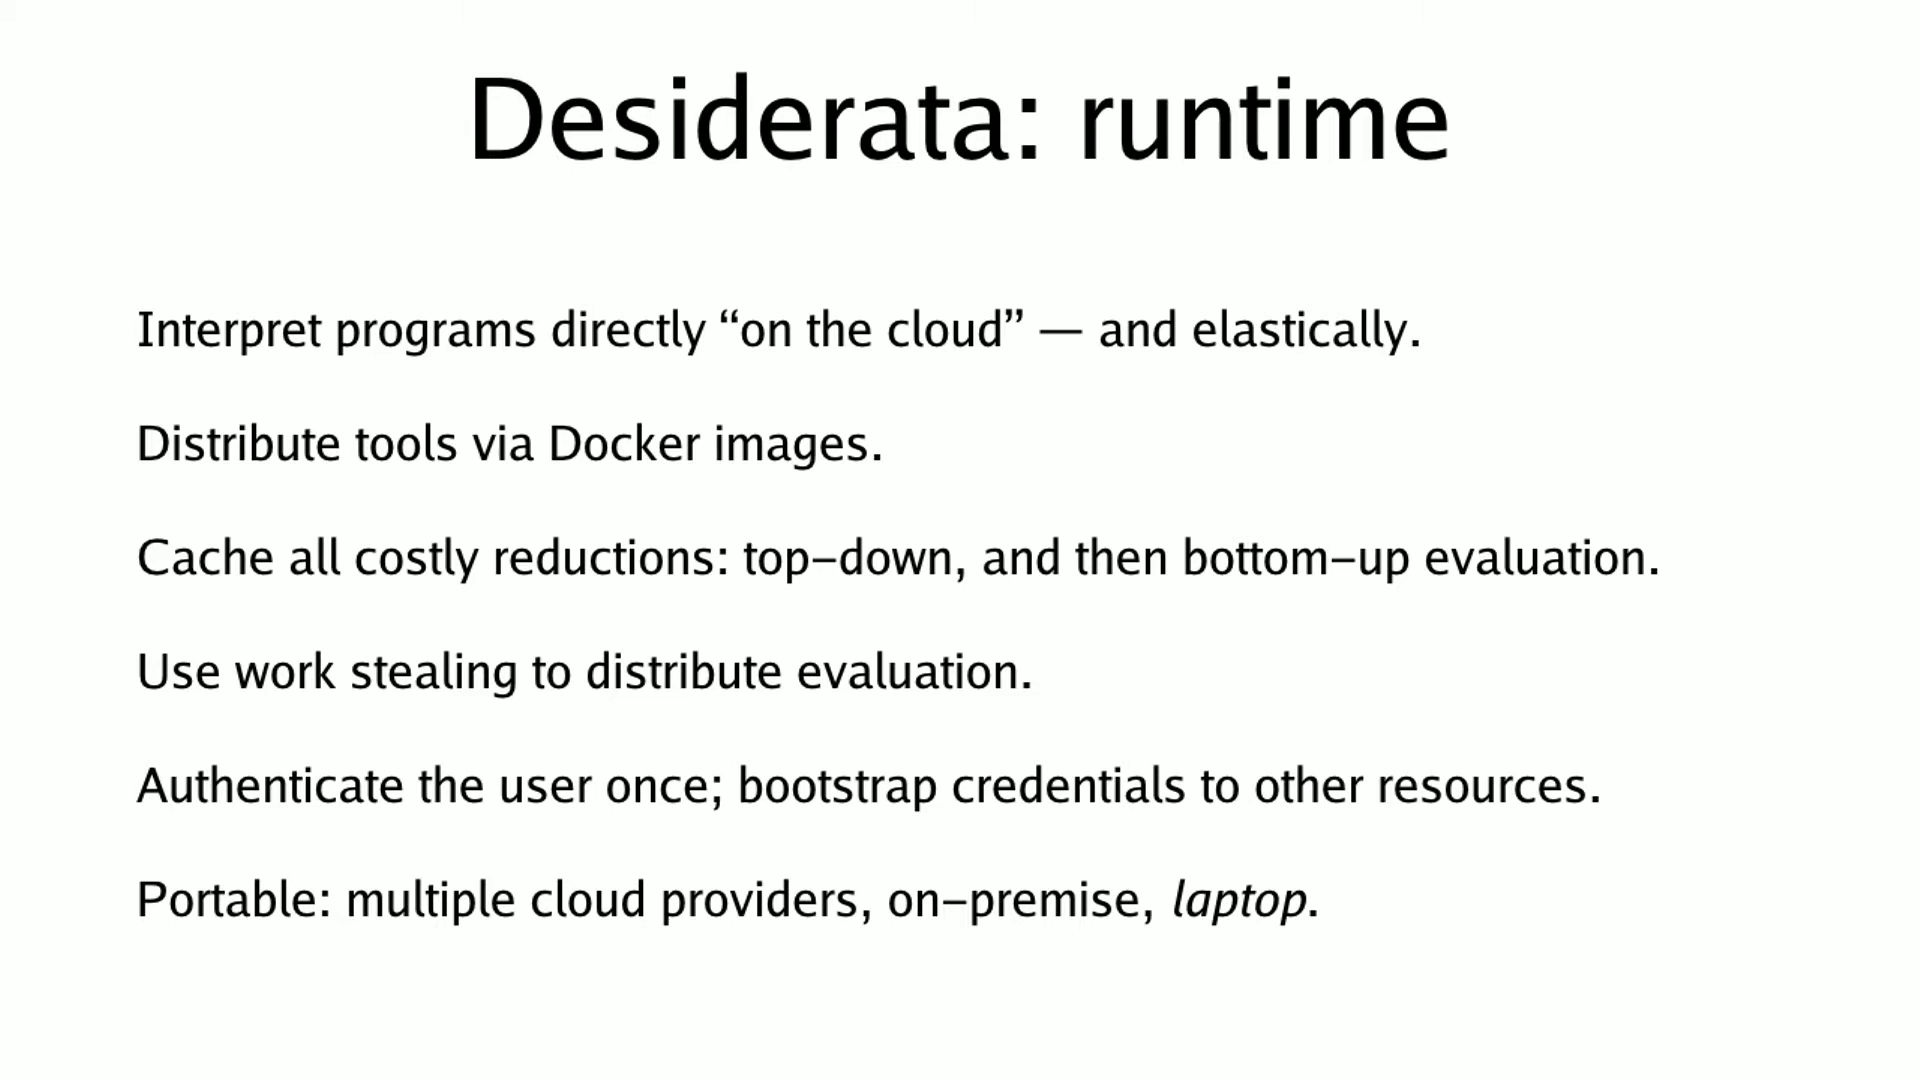 Desiderata: runtime
Interpret programs directly “on the cloud” — and elastically.
Distribute tools via Docker images.
Cache all costly reductions: top–down, and then bottom–up evaluation.
Use work stealing to distribute evaluation.
Authenticate the user once; bootstrap credentials to other resources.
Portable: multiple cloud providers, on–premise, laptop.